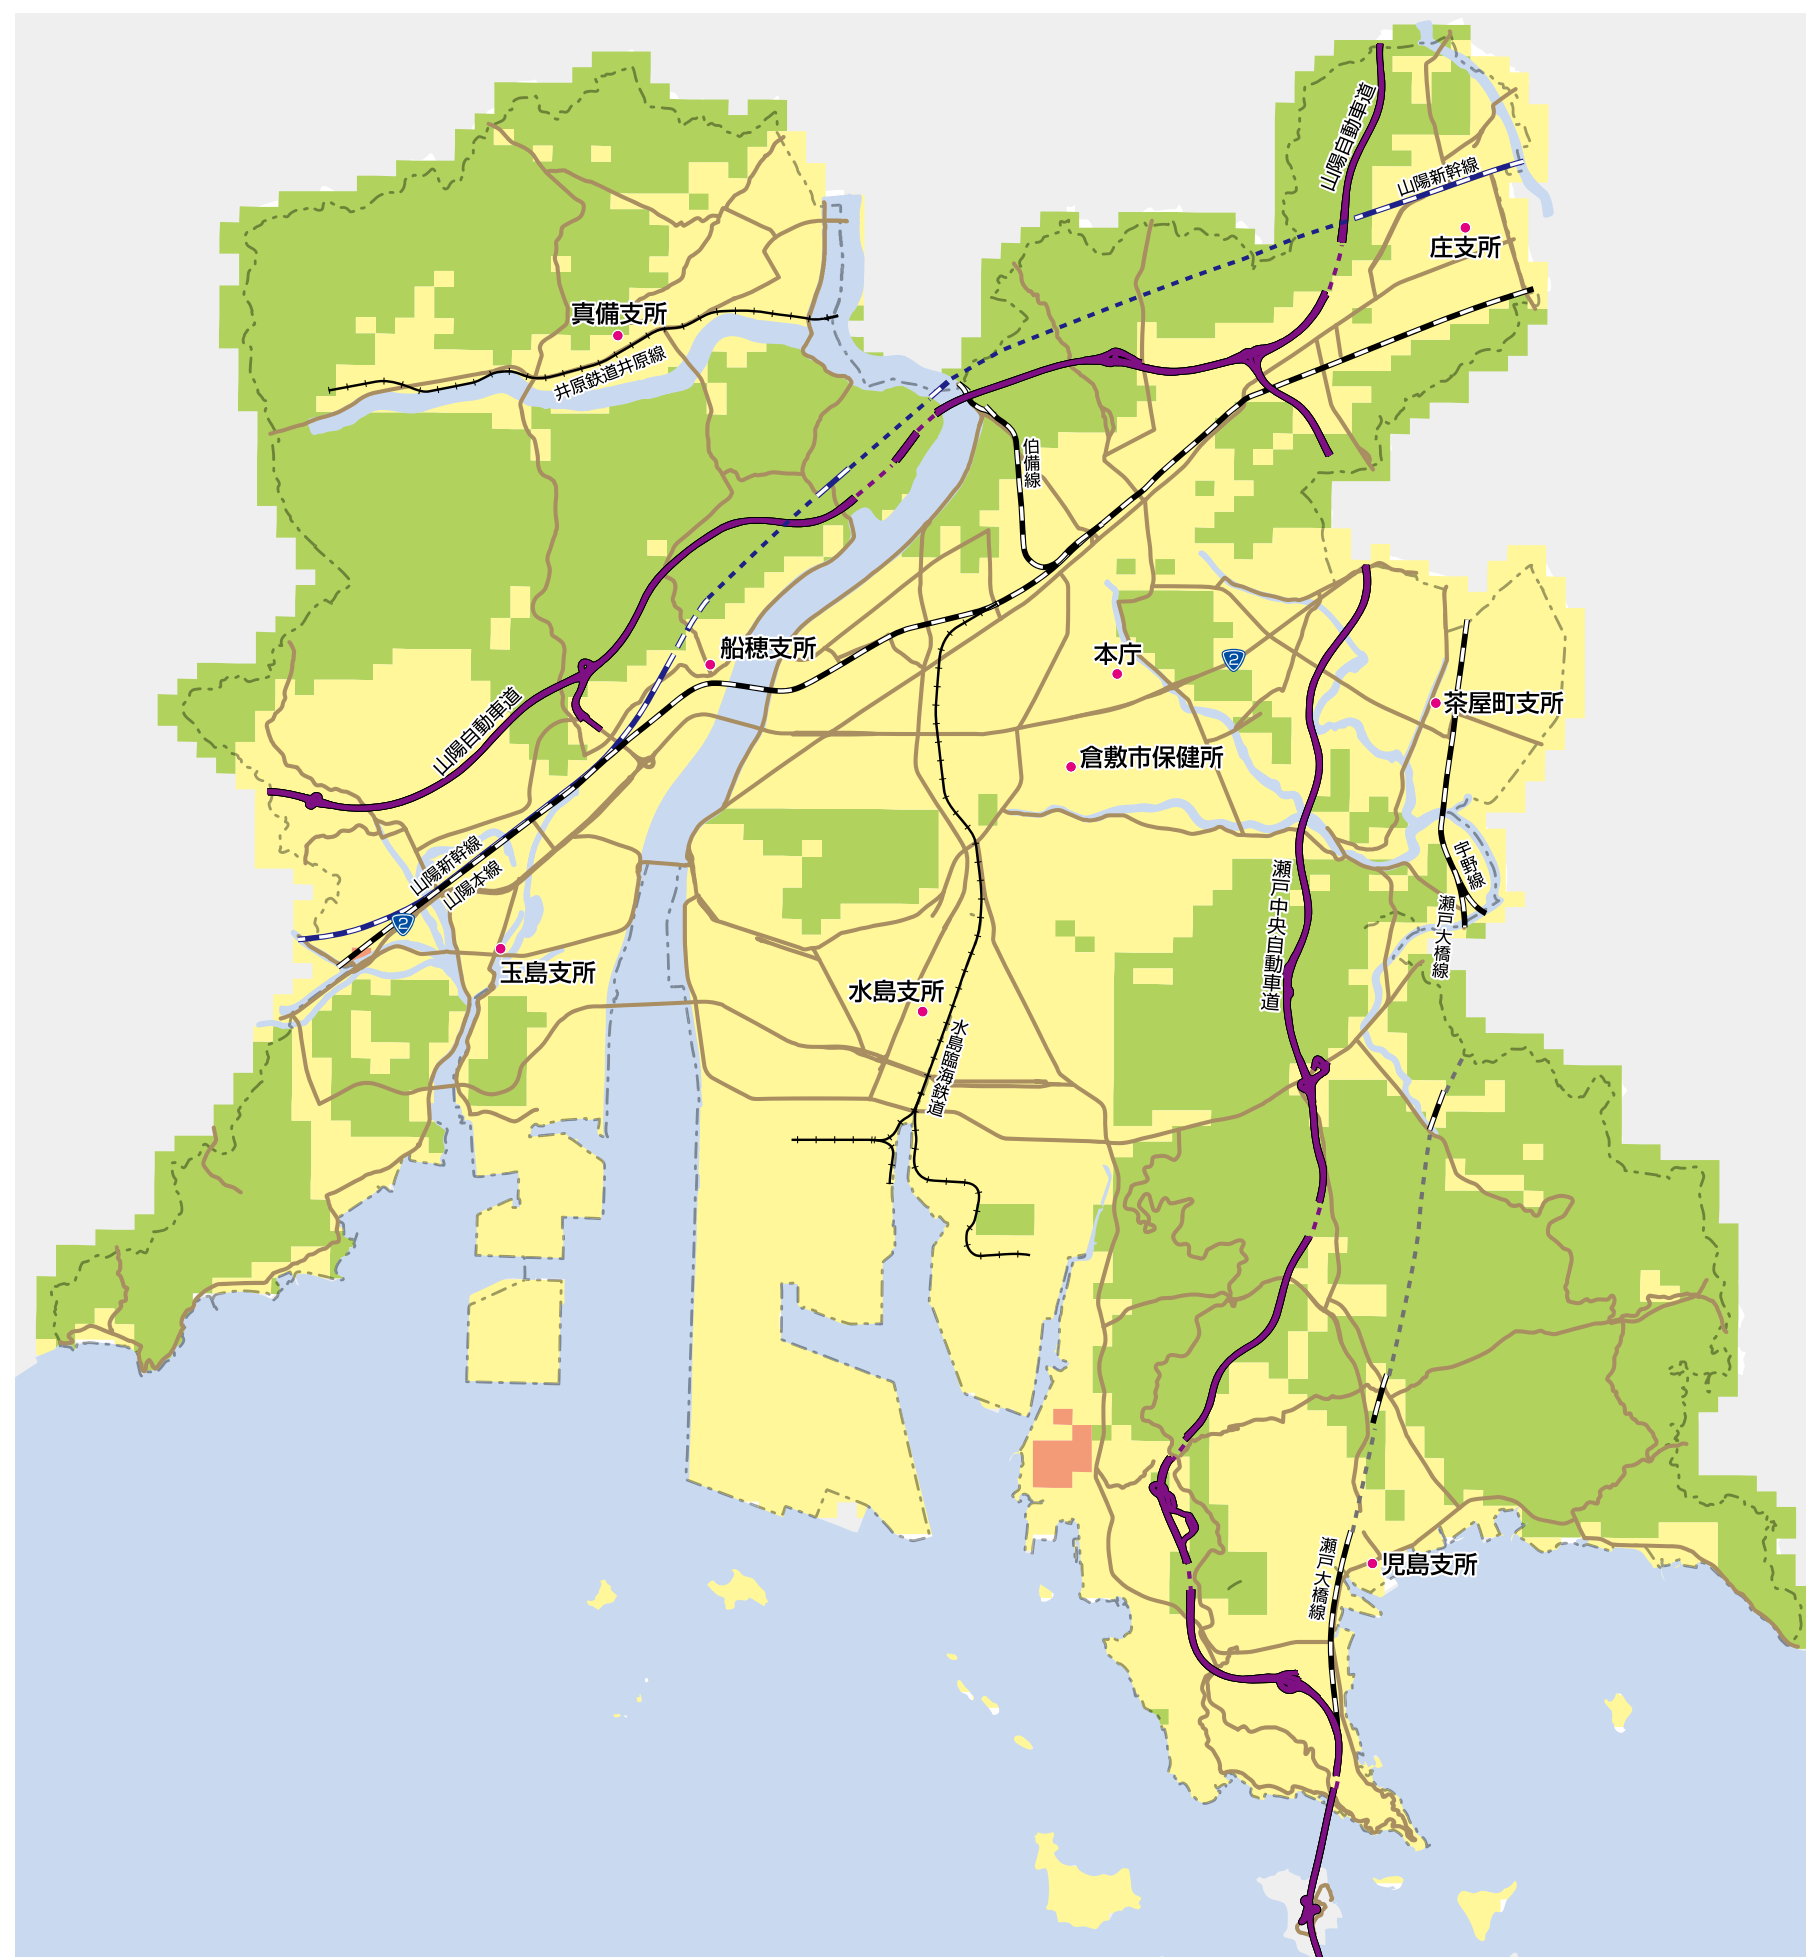 山陽自動車道
山陽新幹線
庄支所
真備支所
井原鉄道井原線
伯備線
船穂支所
本庁
2
茶屋町支所
山陽自動車道
倉敷市保健所
山陽新幹線
山陽本線
宇野線
瀬戸中央自動車道
瀬戸大橋線
2
玉島支所
水島支所
水島臨海鉄道
瀬戸大橋線
児島支所